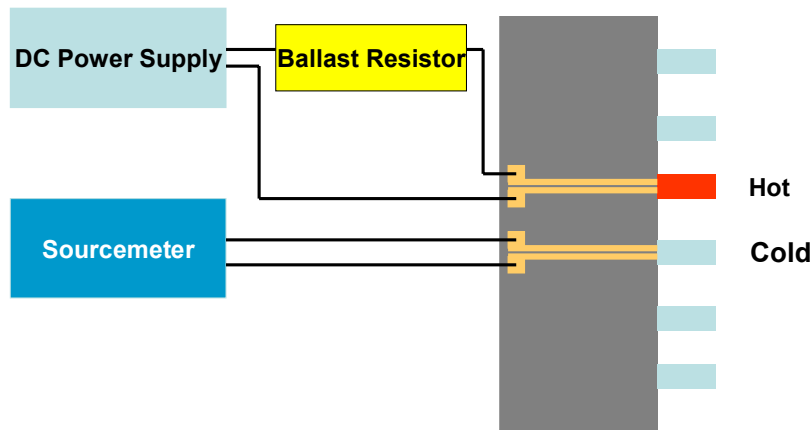 DC Power Supply
Ballast Resistor
Hot
Sourcemeter
Cold